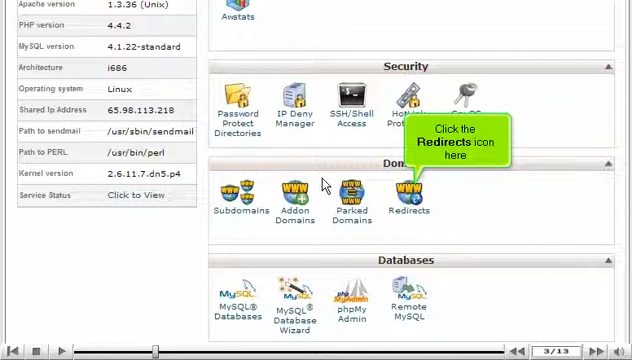 Apache version 1.3.36 (Unix)
PHP version 4.4.2
MySQL version 4.1.22-standard
Architecture i686
Operating system Linux
Shared Ip Address 65.98.113.218
Path to sendmail /usr/sbin/sendmail
Path to PERL /usr/bin/perl
Kernel version 2.6.11.7.dn5.p4
Service Status Click to View
Awstats
Security
Password Protect Directories
IP Deny Manager
SSH/Shell Access
Click the
Redirects icon
here
Subdomains
Addon Domains
Parked Domains
Redirects
Databases
MySQL® Databases
MySQL® Database Wizard
phpMy Admin
Remote MySQL
3/13